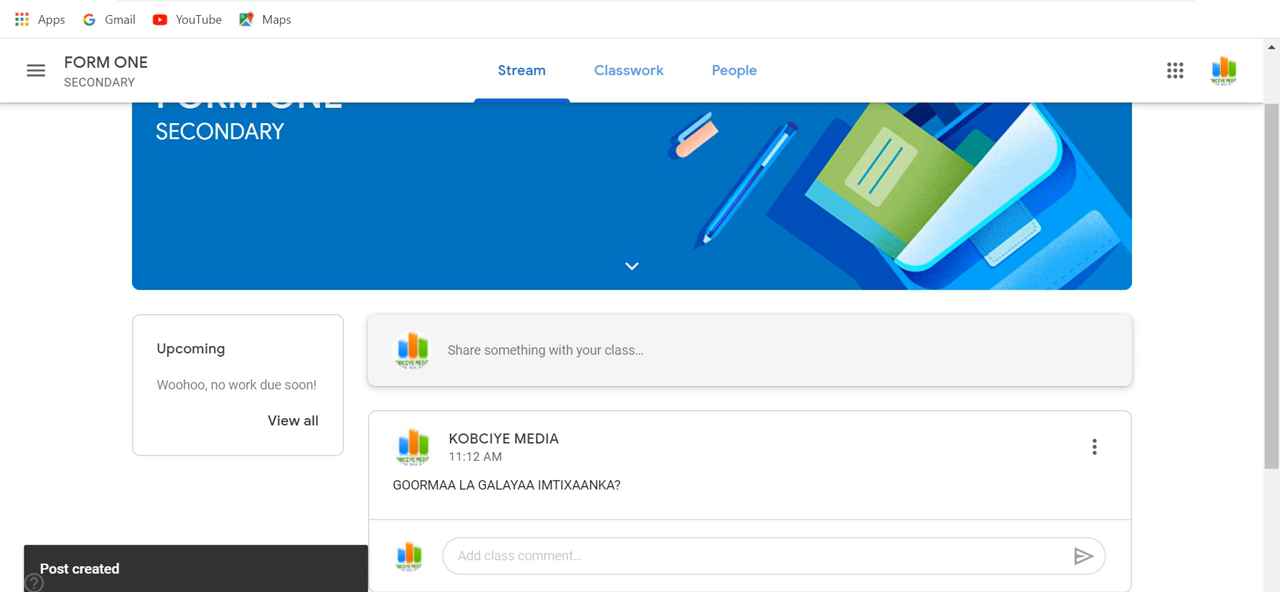 Apps Gmail YouTube Maps
FORM ONE
SECONDARY
Stream Classwork People
FORM ONE
SECONDARY
Upcoming
Woohoo, no work due soon!
View all
Share something with your class…
KOBCIYE MEDIA
11:12 AM
GOORMAA LA GALAYAA IMTIXAANKA?
Add class comment…
Post created